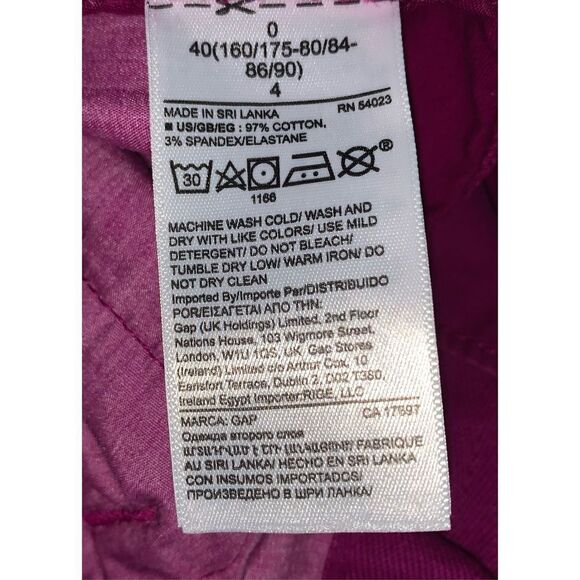 0
40(160/175-80/84-
86/90)
4
MADE IN SRI LANKA RN 54023
■ US/GB/EG : 97% COTTON,
3% SPANDEX/ELASTANE
30 ®
1166
MACHINE WASH COLD/ WASH AND
DRY WITH LIKE COLORS/ USE MILD
DETERGENT/ DO NOT BLEACH/
TUMBLE DRY LOW/ WARM IRON/ DO
NOT DRY CLEAN
Imported By/Importe Par/DISTRIBUIDO
POR/ΕΙΣΑΓΕΤΑΙ ΑΠΟ ΤΗΝ:
Gap (UK Holdings) Limited, 2nd Floor
Nations House, 103 Wigmore Street,
London, W1U 1QS, UK, Gap Stores
(Ireland) Limited c/o Arthur Cox, 10
Earlsfort Terrace, Dublin 2, D02 T380,
Ireland Egypt Importer:RIGE, LLC
MARCA: GAP CA 17697
Одежда второго слоя
ԱՐՏԱԴՐՎԱԾ Է ՇՐԻ ԼԱՆԿԱՅՈՒՄ/ FABRIQUE
AU SIRI LANKA/ HECHO EN SRI LANKA
CON INSUMOS IMPORTADOS/
ПРОИЗВЕДЕНО В ШРИ ЛАНКА/